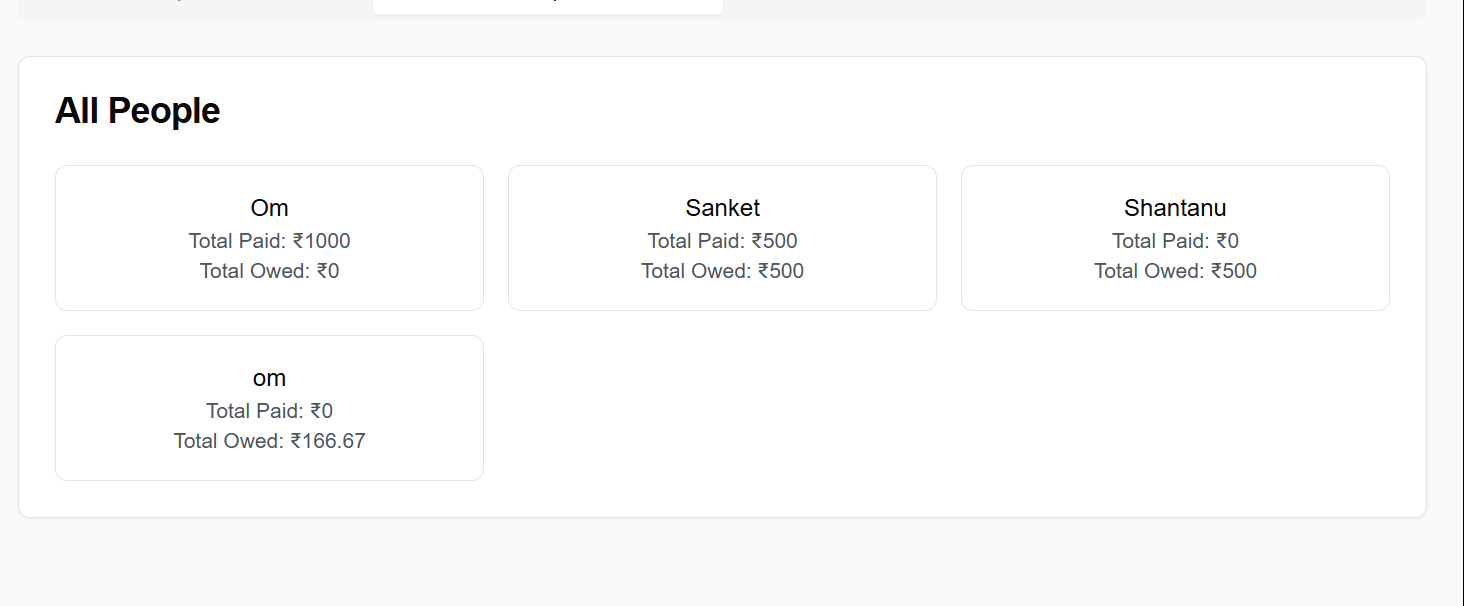 All People
Om
Total Paid: ₹1000
Total Owed: ₹0
Sanket
Total Paid: ₹500
Total Owed: ₹500
Shantanu
Total Paid: ₹0
Total Owed: ₹500
om
Total Paid: ₹0
Total Owed: ₹166.67